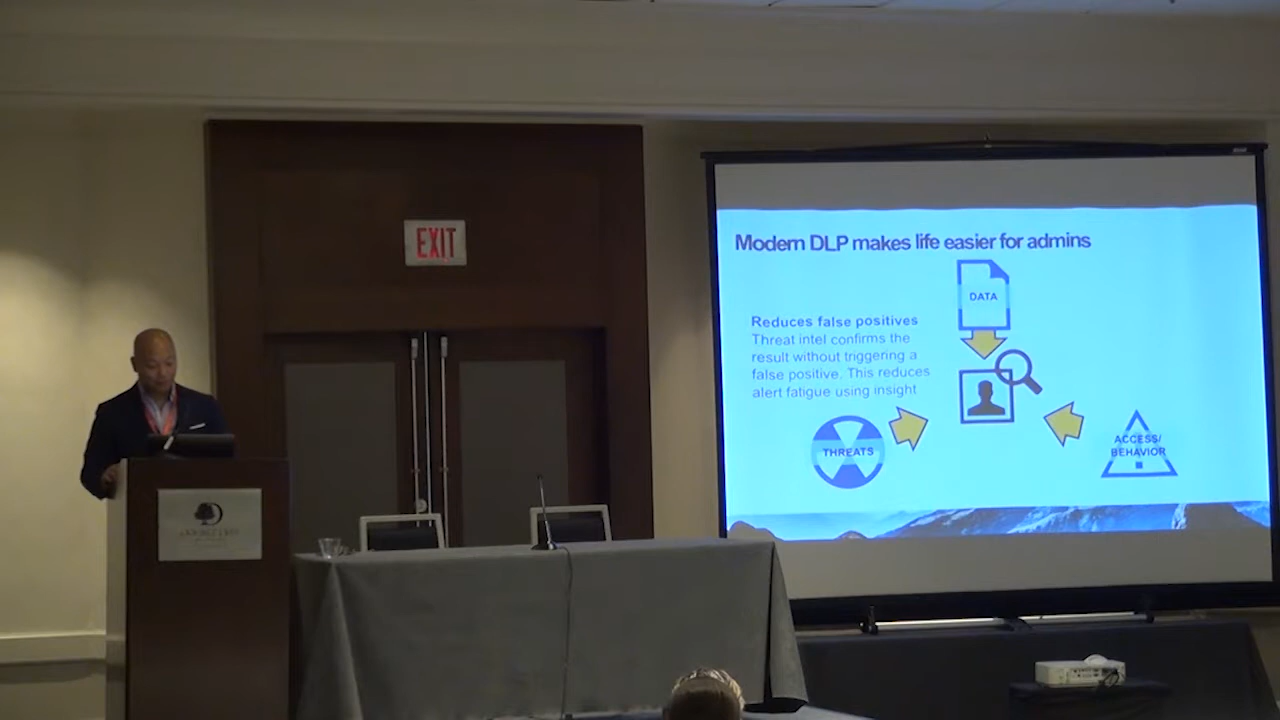 EXIT
Modern DLP makes life easier for admins
DATA
Reduces false positives
Threat intel confirms the
result without triggering a
false positive. This reduces
alert fatigue using insight
THREATS
ACCESS/
BEHAVIOR